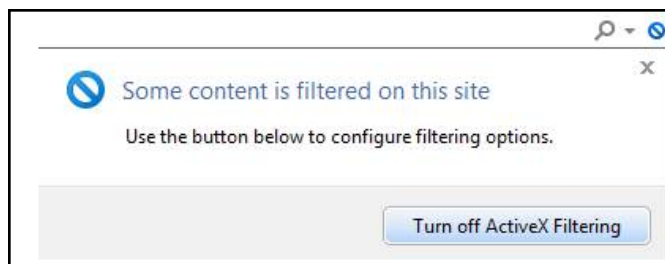 Some content is filtered on this site
Use the button below to configure filtering options.
Turn off ActiveX Filtering